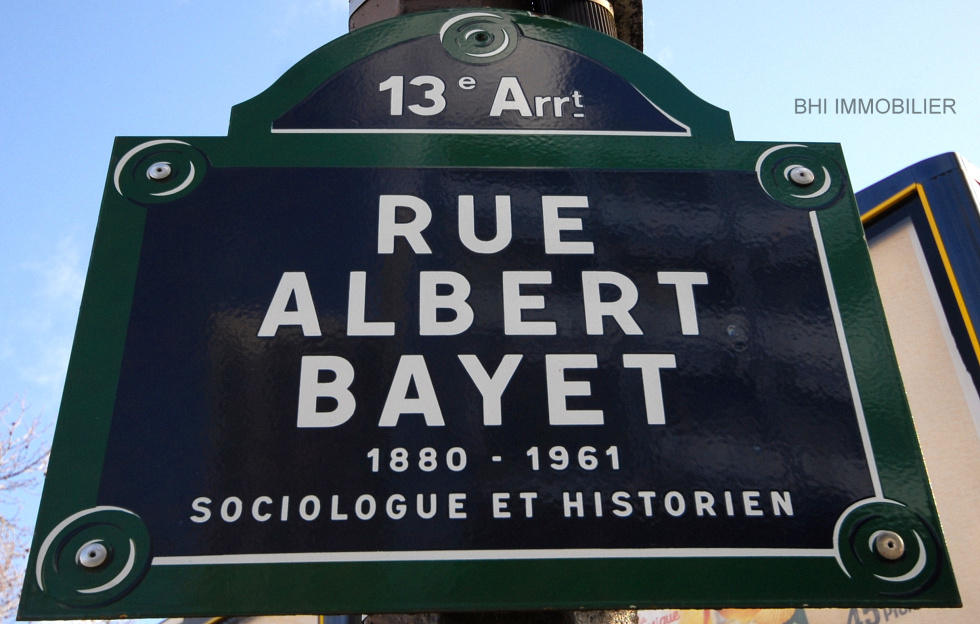 13e Arrt
BHI IMMOBILIER
RUE
ALBERT
BAYET
1880 - 1961
SOCIOLOGUE ET HISTORIEN